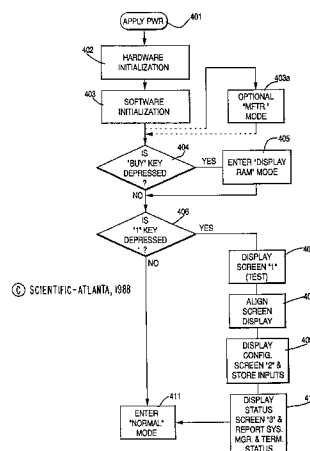 APPLY PWR
401
402
HARDWARE
INITIALIZATION
403
SOFTWARE
INITIALIZATION
403a
OPTIONAL
"MFTR."
MODE
404
IS
"BUY" KEY
DEPRESSED
?
YES
405
ENTER "DISPLAY
RAM" MODE
NO
406
IS
"1" KEY
DEPRESSED
?
YES
NO
DISPLAY
SCREEN "1"
(TEST)
© SCIENTIFIC-ATLANTA, 1988
ALIGN
SCREEN
DISPLAY
DISPLAY
CONFIG.
SCREEN "2" &
STORE INPUTS
411
ENTER
"NORMAL"
MODE
DISPLAY
STATUS
SCREEN "3" &
REPORT SYS.
MGR. & TERM.
STATUS